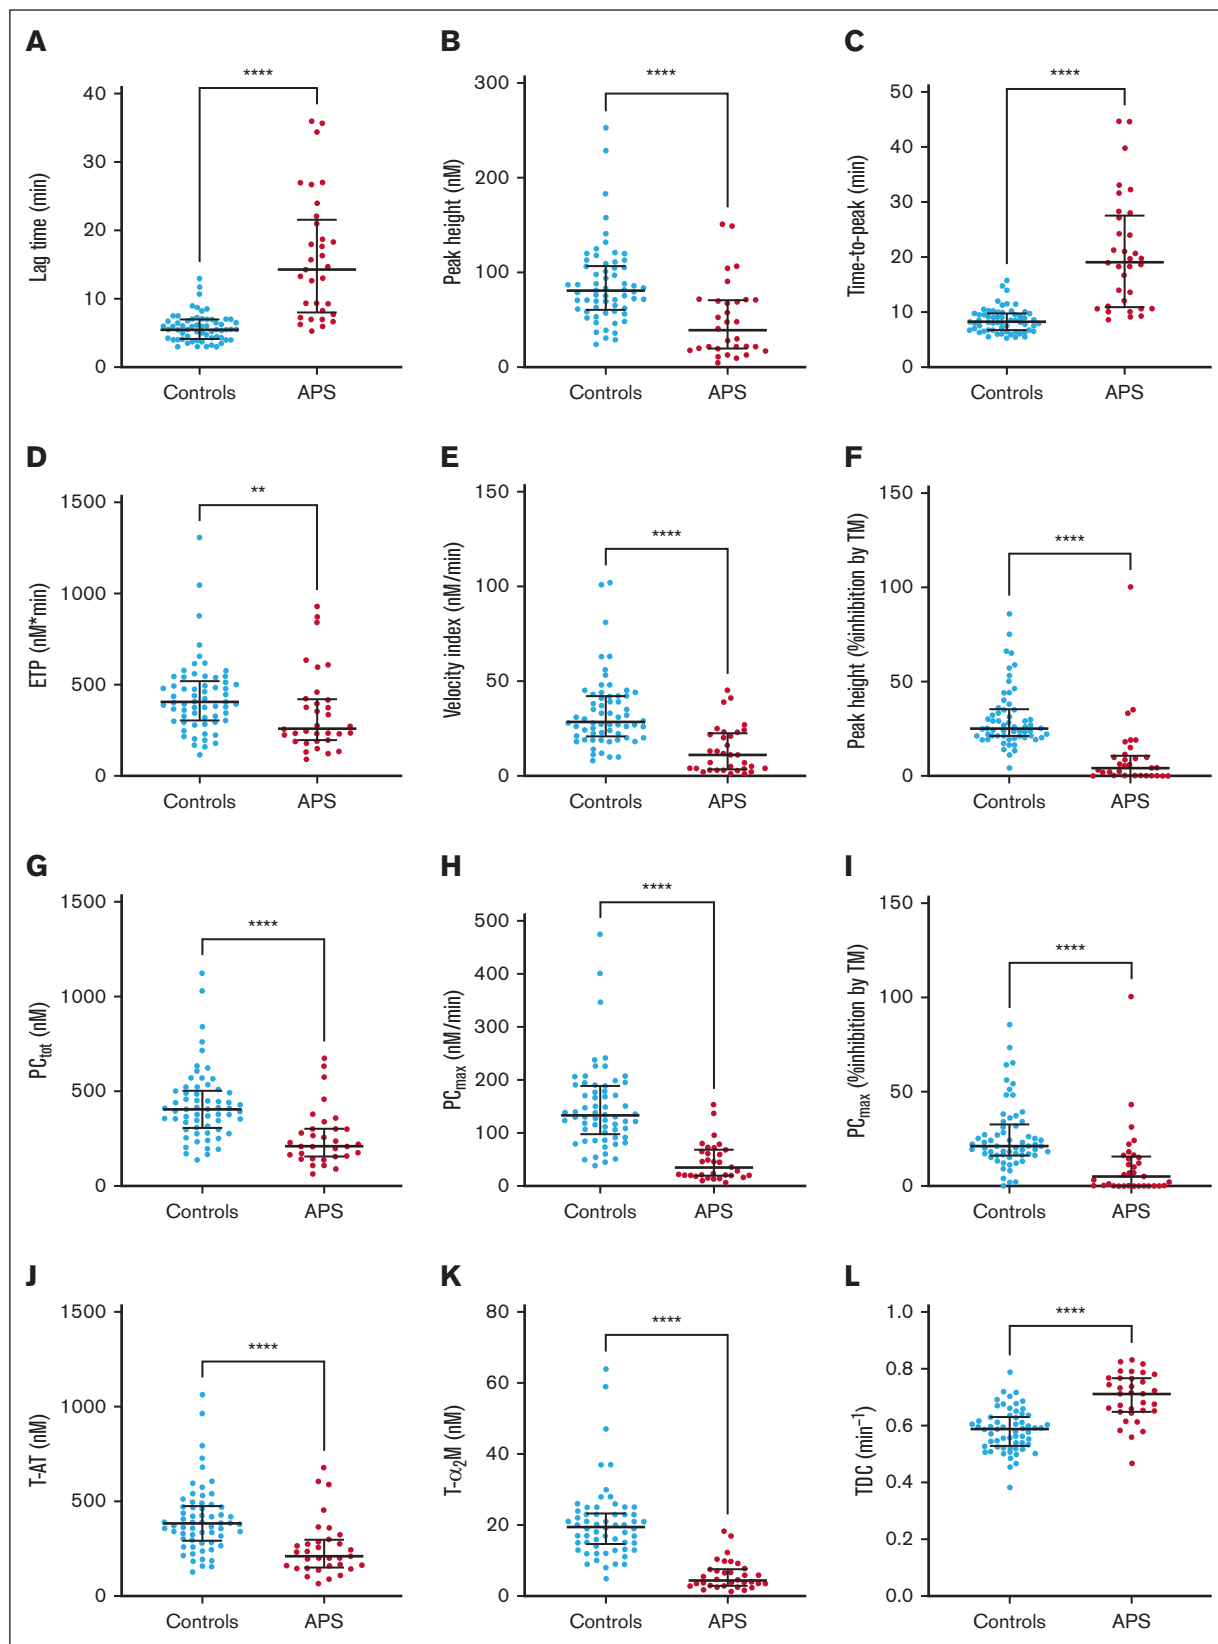 A
****
Lag time (min)
40
30
20
10
0
Controls
APS
B
****
Peak height (nM)
300
200
100
0
Controls
APS
C
****
Time-to-peak (min)
50
40
30
20
10
0
Controls
APS
D
**
ETP (nM*min)
1500
1000
500
0
Controls
APS
E
****
Velocity index (nM/min)
150
100
50
0
Controls
APS
F
****
Peak height (%inhibition by TM)
150
100
50
0
Controls
APS
G
****
PCtot (nM)
1500
1000
500
0
Controls
APS
H
****
PCmax (nM/min)
500
400
300
200
100
0
Controls
APS
I
****
PCmax (%inhibition by TM)
150
100
50
0
Controls
APS
J
****
T-AT (nM)
1500
1000
500
0
Controls
APS
K
****
T-α₂M (nM)
80
60
40
20
0
Controls
APS
L
****
TDC (min⁻¹)
1.0
0.8
0.6
0.4
0.2
0.0
Controls
APS